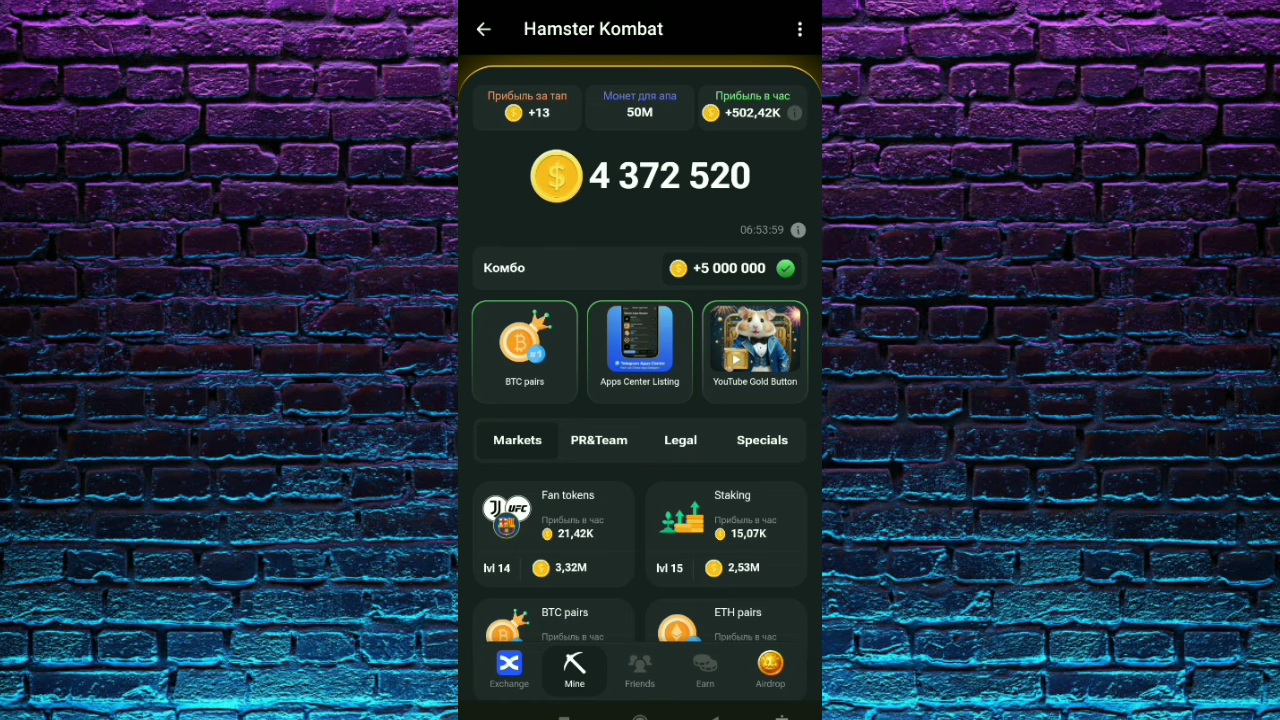 Hamster Kombat
Прибыль за тап
+13
Монет для апа
50M
Прибыль в час
+502,42K
4 372 520
06:53:59
Комбо
+5 000 000
BTC pairs
Apps Center Listing
YouTube Gold Button
Markets
PR&Team
Legal
Specials
Fan tokens
Прибыль в час
21,42K
lvl 14
3,32M
Staking
Прибыль в час
15,07K
lvl 15
2,53M
BTC pairs
Прибыль в час
ETH pairs
Прибыль в час
Exchange
Mine
Friends
Earn
Airdrop